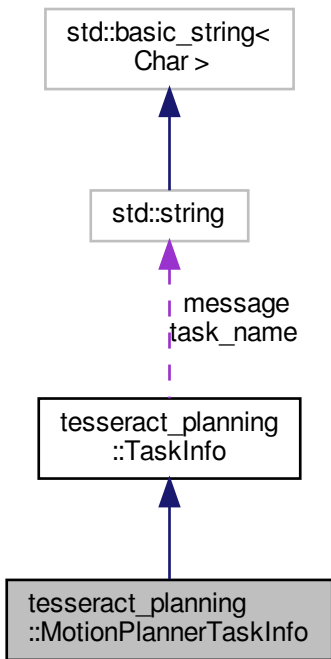 std::basic_string<
Char >
std::string
message
task_name
tesseract_planning
::TaskInfo
tesseract_planning
::MotionPlannerTaskInfo